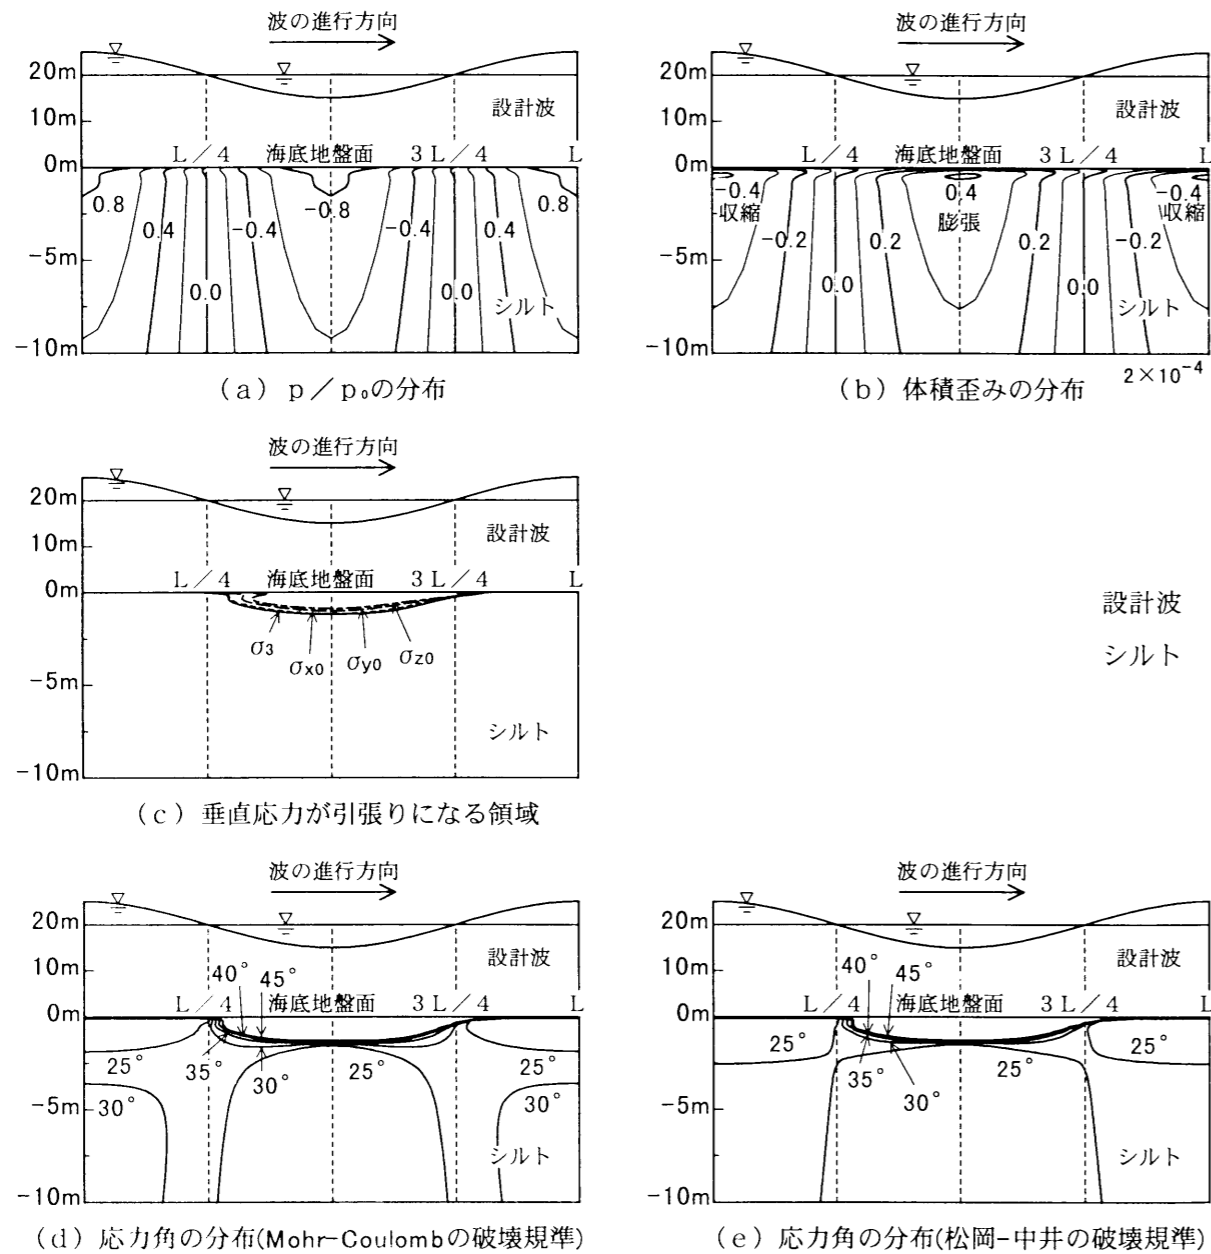 波の進行方向
20m
10m
設計波
0m
L/4
海底地盤面
3L/4
L
0.8
0.4
-0.4
-0.8
-0.4
0.4
0.8
-5m
0.0
0.0
シルト
-10m
(a) p/p₀の分布
波の進行方向
20m
10m
設計波
0m
L/4
海底地盤面
3L/4
L
-0.4
収縮
0.4
膨張
-0.4
収縮
-0.2
0.2
0.2
-0.2
-5m
0.0
0.0
シルト
-10m
2×10⁻⁴
(b) 体積歪みの分布
波の進行方向
20m
10m
設計波
0m
L/4
海底地盤面
3L/4
L
σ3
σx0
σy0
σz0
-5m
シルト
-10m
(c) 垂直応力が引張りになる領域
設計波
シルト
波の進行方向
20m
10m
設計波
40°
45°
0m
L/4
海底地盤面
3L/4
L
25°
35°
30°
25°
25°
30°
30°
-5m
シルト
-10m
(d) 応力角の分布(Mohr-Coulombの破壊規準)
波の進行方向
20m
10m
設計波
40°
45°
0m
L/4
海底地盤面
3L/4
L
25°
35°
30°
25°
25°
-5m
シルト
-10m
(e) 応力角の分布(松岡-中井の破壊規準)